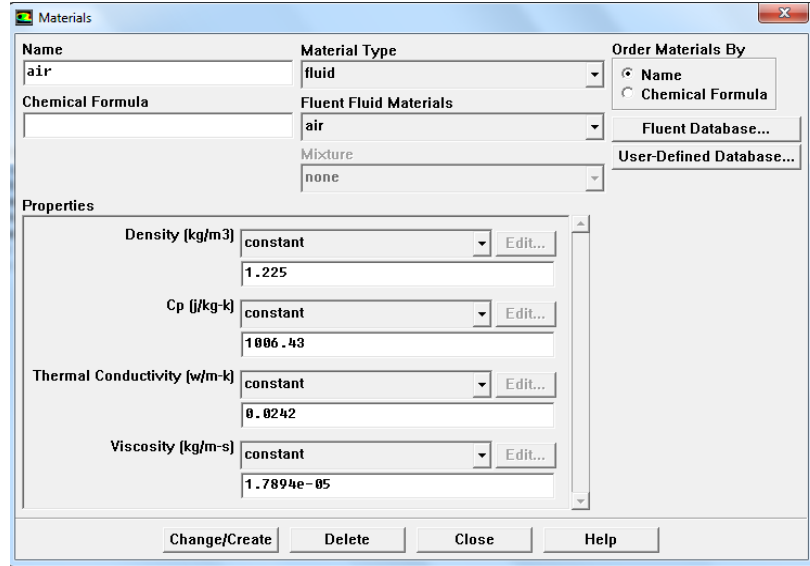 Materials
Name
air
Material Type
fluid
Order Materials By
Name
Chemical Formula
Chemical Formula
Fluent Fluid Materials
air
Fluent Database...
Mixture
none
User-Defined Database...
Properties
Density (kg/m3) constant Edit...
1.225
Cp (j/kg-k) constant Edit...
1006.43
Thermal Conductivity (w/m-k) constant Edit...
0.0242
Viscosity (kg/m-s) constant Edit...
1.7894e-05
Change/Create Delete Close Help